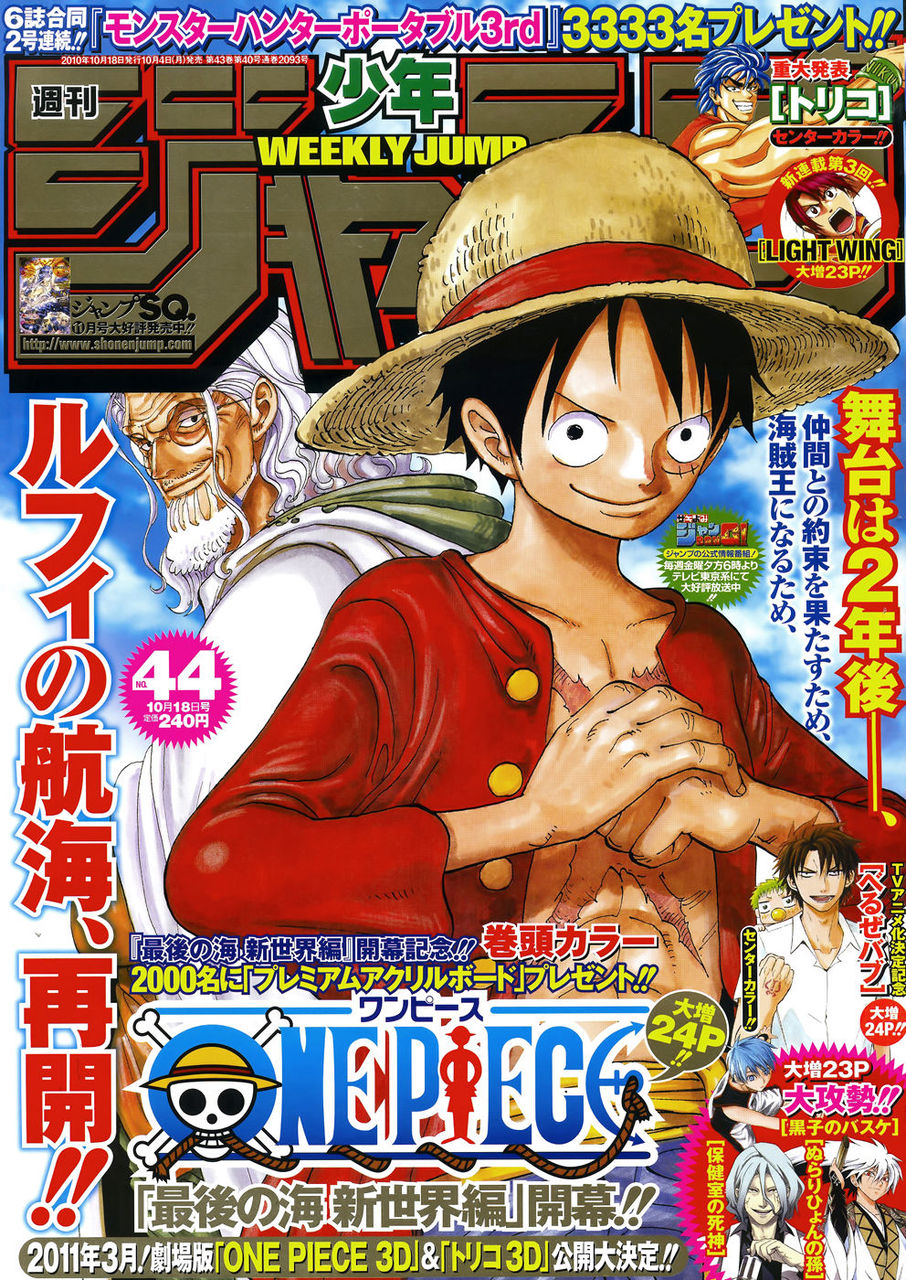 6誌合同
2号連続!!
『モンスターハンターポータブル3rd』3333名プレゼント!!
2010年10月18日発行10月4日(月)発売 第43巻第40号通巻2093号
週刊
少年
ジャンプ
WEEKLY JUMP
重大発表
[トリコ]
センターカラー!!
新連載第3回!!
[LIGHT WING]
大増23P!!
ジャンプSQ.
11月号大好評発売中!!
http://www.shonenjump.com
舞台は2年後――、
仲間との約束を果たすため、
海賊王になるため、
ルフィの航海、再開!!
ジャンプの公式情報番組!
毎週金曜夕方6時より
テレビ東京系にて
大好評放送中
!!
NO.
44
10月18日号
定価240円
TVアニメ化決定記念
[べるぜバブ]
センターカラー!!
大増
24P!!
『最後の海 新世界編』開幕記念!! 巻頭カラー
2000名に「プレミアムアクリルボード」プレゼント!!
ワンピース
ONE PIECE
大増
24P
!!
「最後の海 新世界編」開幕!!
大増23P
大攻勢!!
[黒子のバスケ]
[ぬらりひょんの孫]
[保健室の死神]
2011年3月!劇場版「ONE PIECE 3D」&「トリコ3D」公開大決定!!